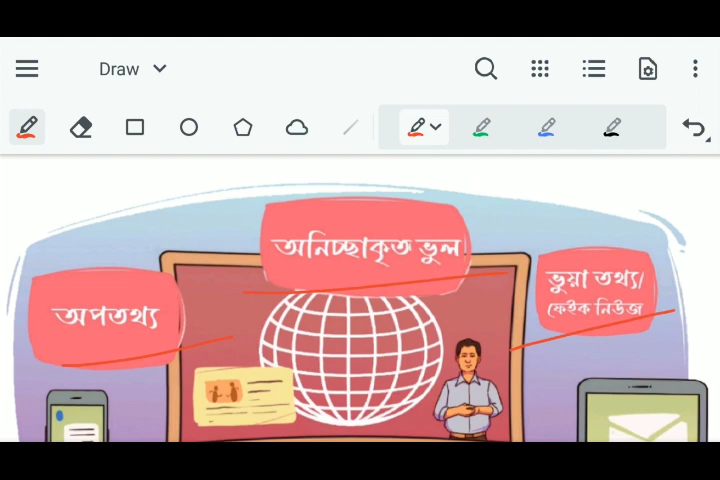 Draw
অনিচ্ছাকৃত ভুল
অপতথ্য
ভুয়া তথ্য/
ফেইক নিউজ